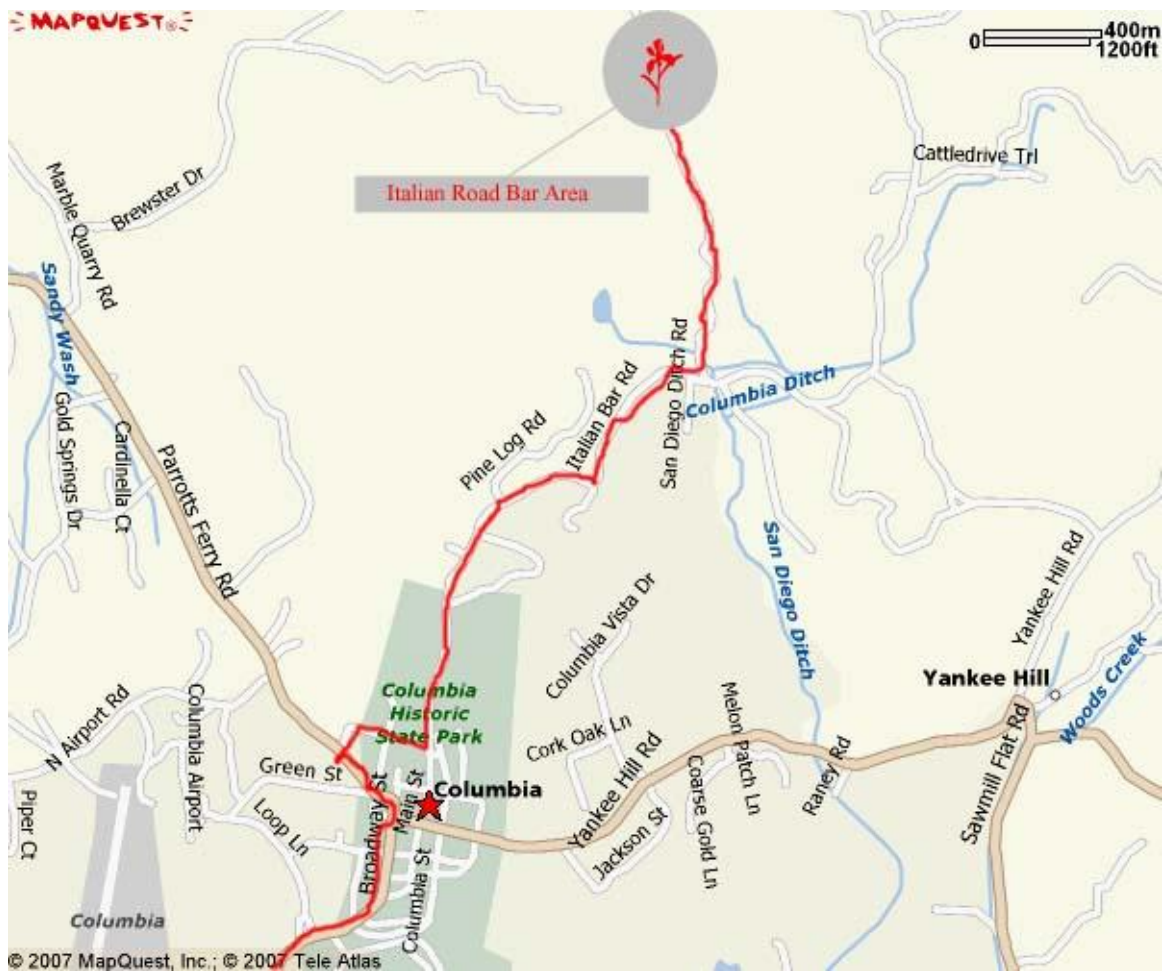 MAPQUEST®
0 400m
1200ft
Italian Road Bar Area
Cattledrive Trl
Brewster Dr
Marble Quarry Rd
Sandy Wash
Gold Springs Dr
Cardinella Ct
Parrotts Ferry Rd
San Diego Ditch Rd
Columbia Ditch
Italian Bar Rd
Pine Log Rd
San Diego Ditch
Yankee Hill Rd
Columbia Vista Dr
Yankee Hill
Woods Creek
Columbia
Historic
State Park
Melon Patch Ln
Cork Oak Ln
N Airport Rd
Columbia Airport
Green St
Main St
Columbia
Yankee Hill Rd
Raney Rd
Sawmill Flat Rd
Piper Ct
Loop Ln
Broadway St
Coarse Gold Ln
Jackson St
Columbia St
Columbia
© 2007 MapQuest, Inc.; © 2007 Tele Atlas